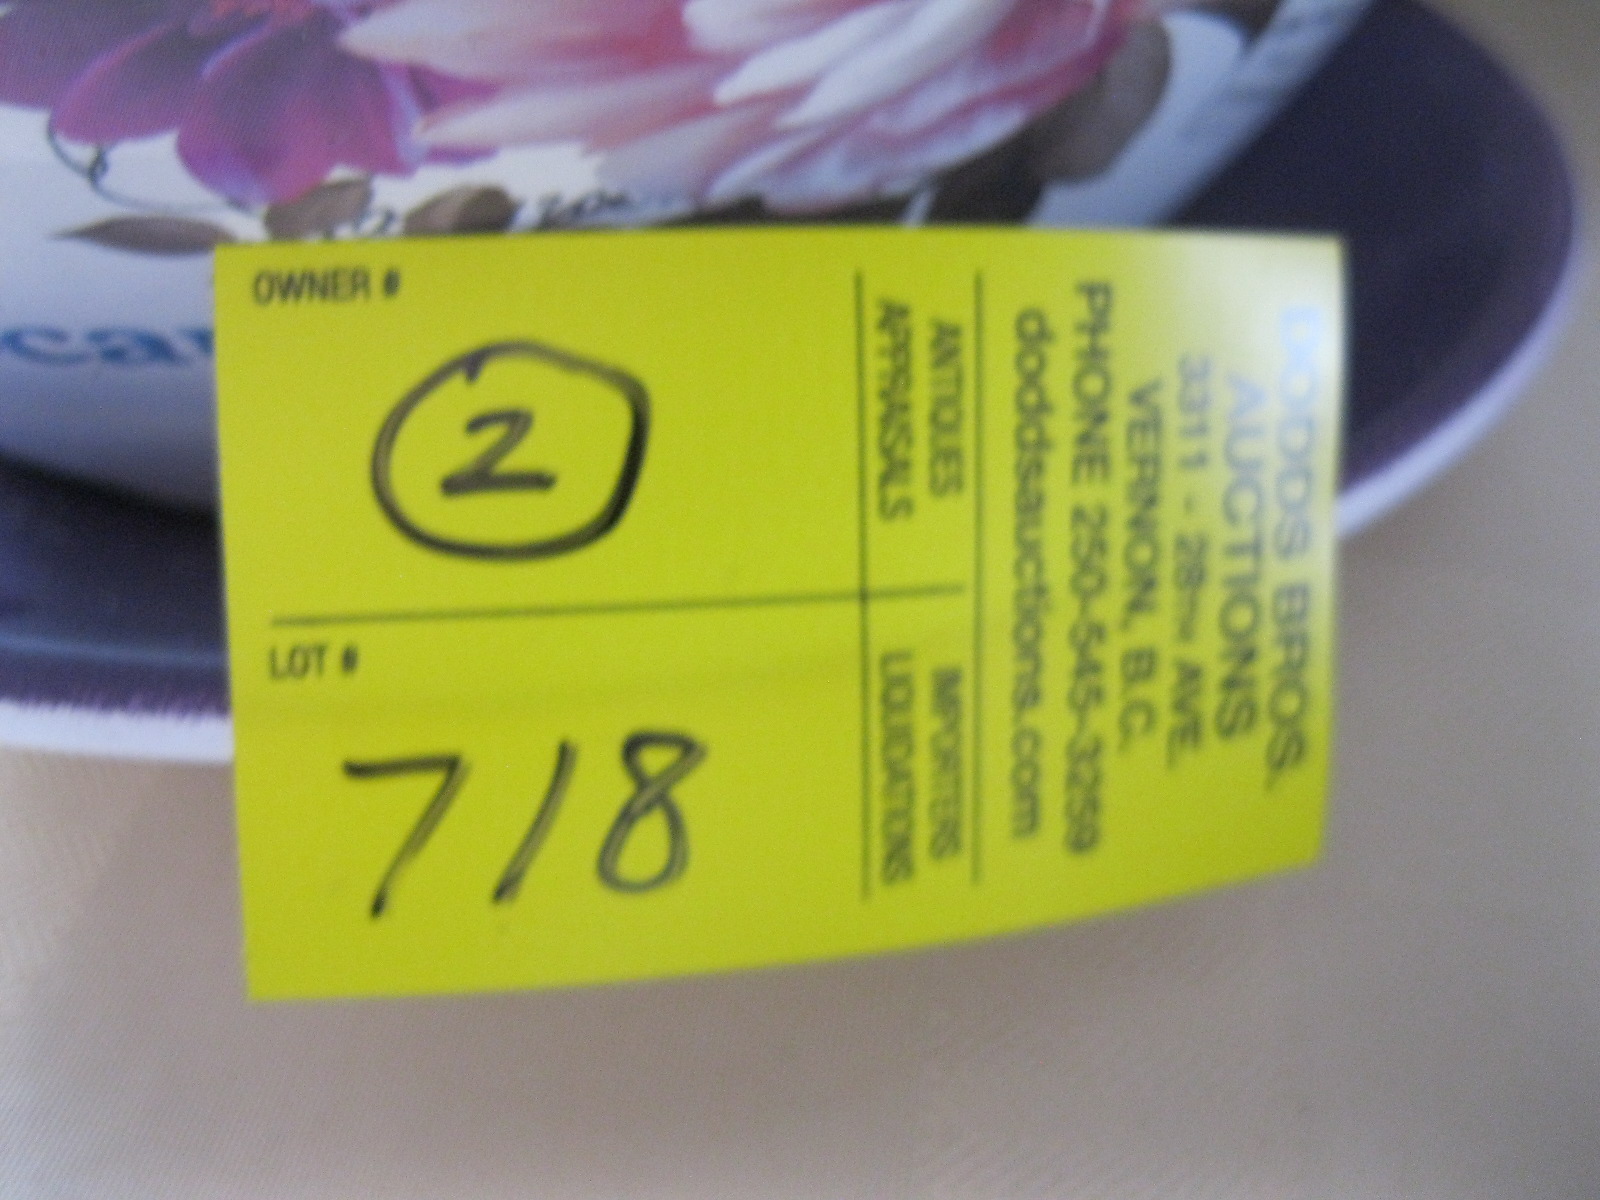 OWNER #
2
LOT #
718
DODDS BROS.
AUCTIONS
3311 - 28TH AVE.
VERNON, B.C.
PHONE 250-545-3259
doddsauctions.com
ANTIQUES
APPRAISALS
IMPORTERS
LIQUIDATIONS